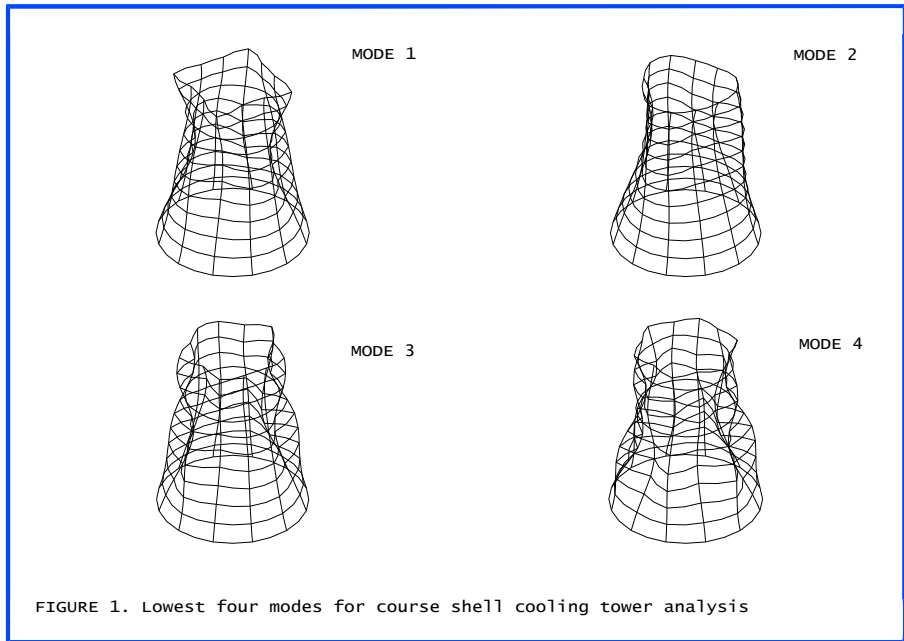 MODE 1
MODE 2
MODE 3
MODE 4
FIGURE 1. Lowest four modes for course shell cooling tower analysis